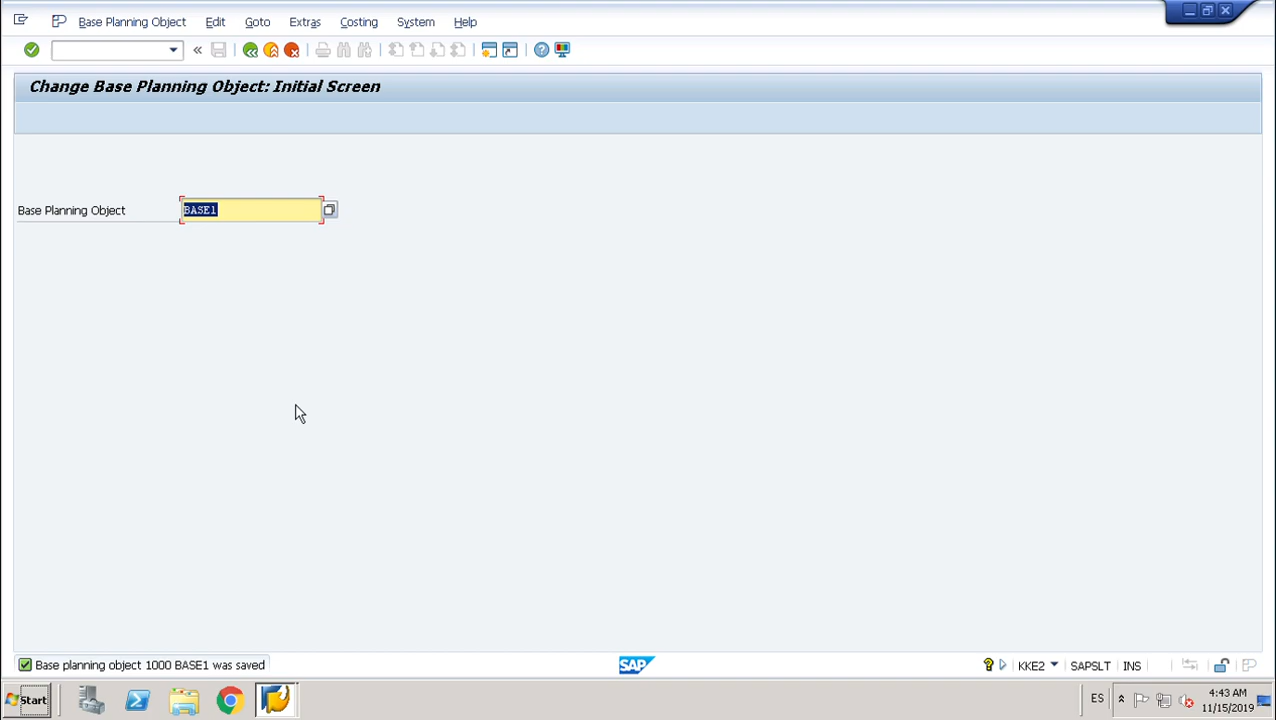 Base Planning Object Edit Goto Extras Costing System Help
Change Base Planning Object: Initial Screen
Base Planning Object BASE1
Base planning object 1000 BASE1 was saved
SAP
KKE2 SAPSLT INS
Start
ES
4:43 AM
11/15/2019